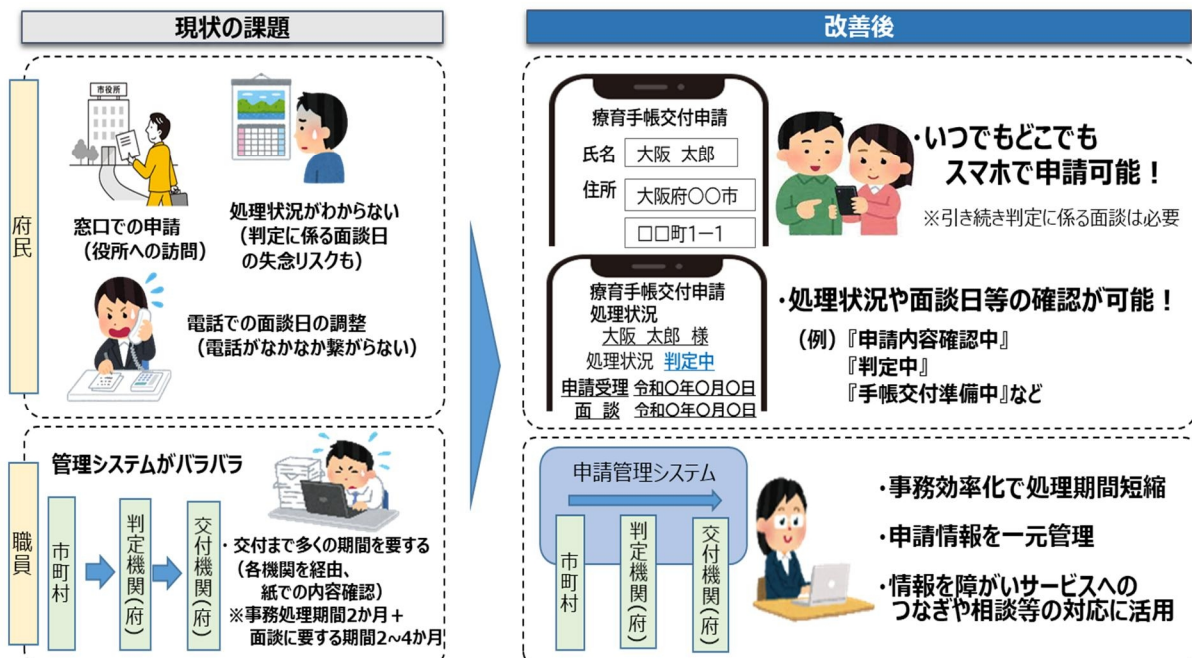 現状の課題
府民
市役所
窓口での申請
(役所への訪問)
処理状況がわからない
(判定に係る面談日
の失念リスクも)
電話での面談日の調整
(電話がなかなか繋がらない)
職員
管理システムがバラバラ
市町村
判定機関(府)
交付機関(府)
・交付まで多くの期間を要する
(各機関を経由、
紙での内容確認)
※事務処理期間2か月+
面談に要する期間2~4か月
改善後
療育手帳交付申請
氏名 大阪 太郎
住所 大阪府〇〇市
□□町1ー1
・いつでもどこでも
スマホで申請可能!
※引き続き判定に係る面談は必要
療育手帳交付申請
処理状況
大阪 太郎 様
処理状況 判定中
申請受理 令和〇年〇月〇日
面 談 令和〇年〇月〇日
・処理状況や面談日等の確認が可能!
(例)『申請内容確認中』
『判定中』
『手帳交付準備中』など
申請管理システム
市町村
判定機関(府)
交付機関(府)
・事務効率化で処理期間短縮
・申請情報を一元管理
・情報を障がいサービスへの
つなぎや相談等の対応に活用